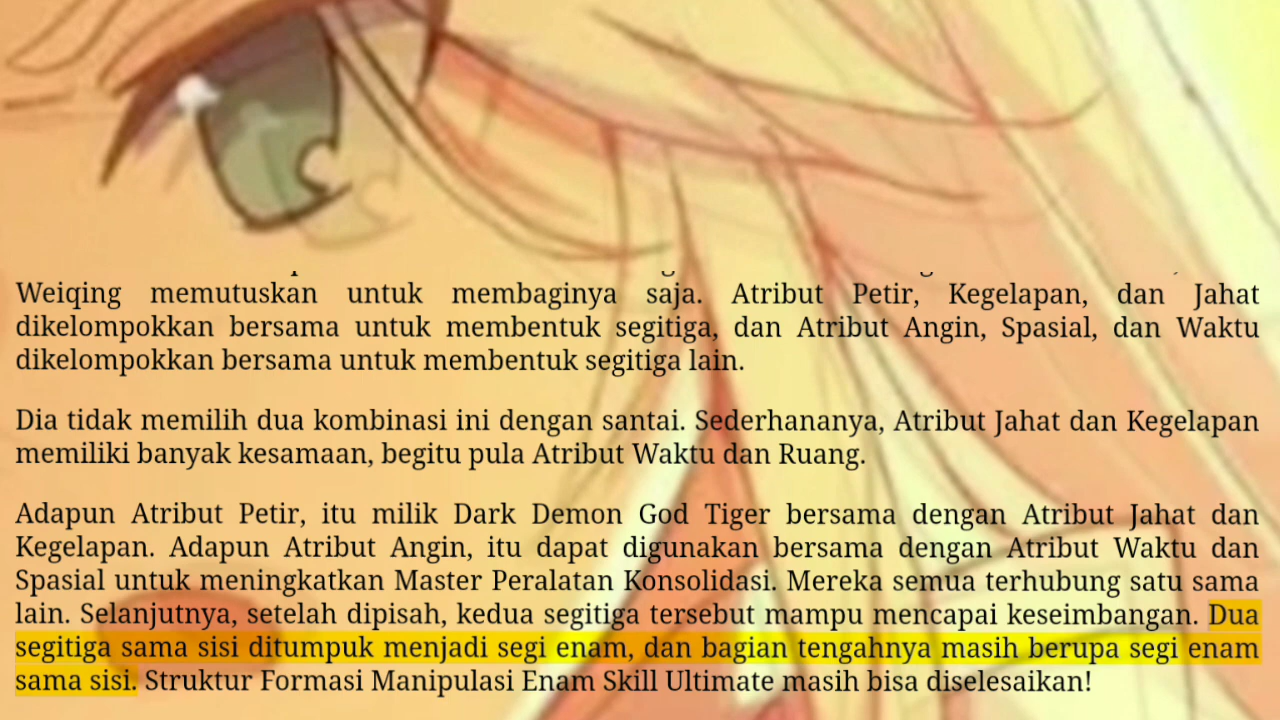 Weiqing memutuskan untuk membaginya saja. Atribut Petir, Kegelapan, dan Jahat
dikelompokkan bersama untuk membentuk segitiga, dan Atribut Angin, Spasial, dan Waktu
dikelompokkan bersama untuk membentuk segitiga lain.
Dia tidak memilih dua kombinasi ini dengan santai. Sederhananya, Atribut Jahat dan Kegelapan
memiliki banyak kesamaan, begitu pula Atribut Waktu dan Ruang.
Adapun Atribut Petir, itu milik Dark Demon God Tiger bersama dengan Atribut Jahat dan
Kegelapan. Adapun Atribut Angin, itu dapat digunakan bersama dengan Atribut Waktu dan
Spasial untuk meningkatkan Master Peralatan Konsolidasi. Mereka semua terhubung satu sama
lain. Selanjutnya, setelah dipisah, kedua segitiga tersebut mampu mencapai keseimbangan. Dua
segitiga sama sisi ditumpuk menjadi segi enam, dan bagian tengahnya masih berupa segi enam
sama sisi. Struktur Formasi Manipulasi Enam Skill Ultimate masih bisa diselesaikan!